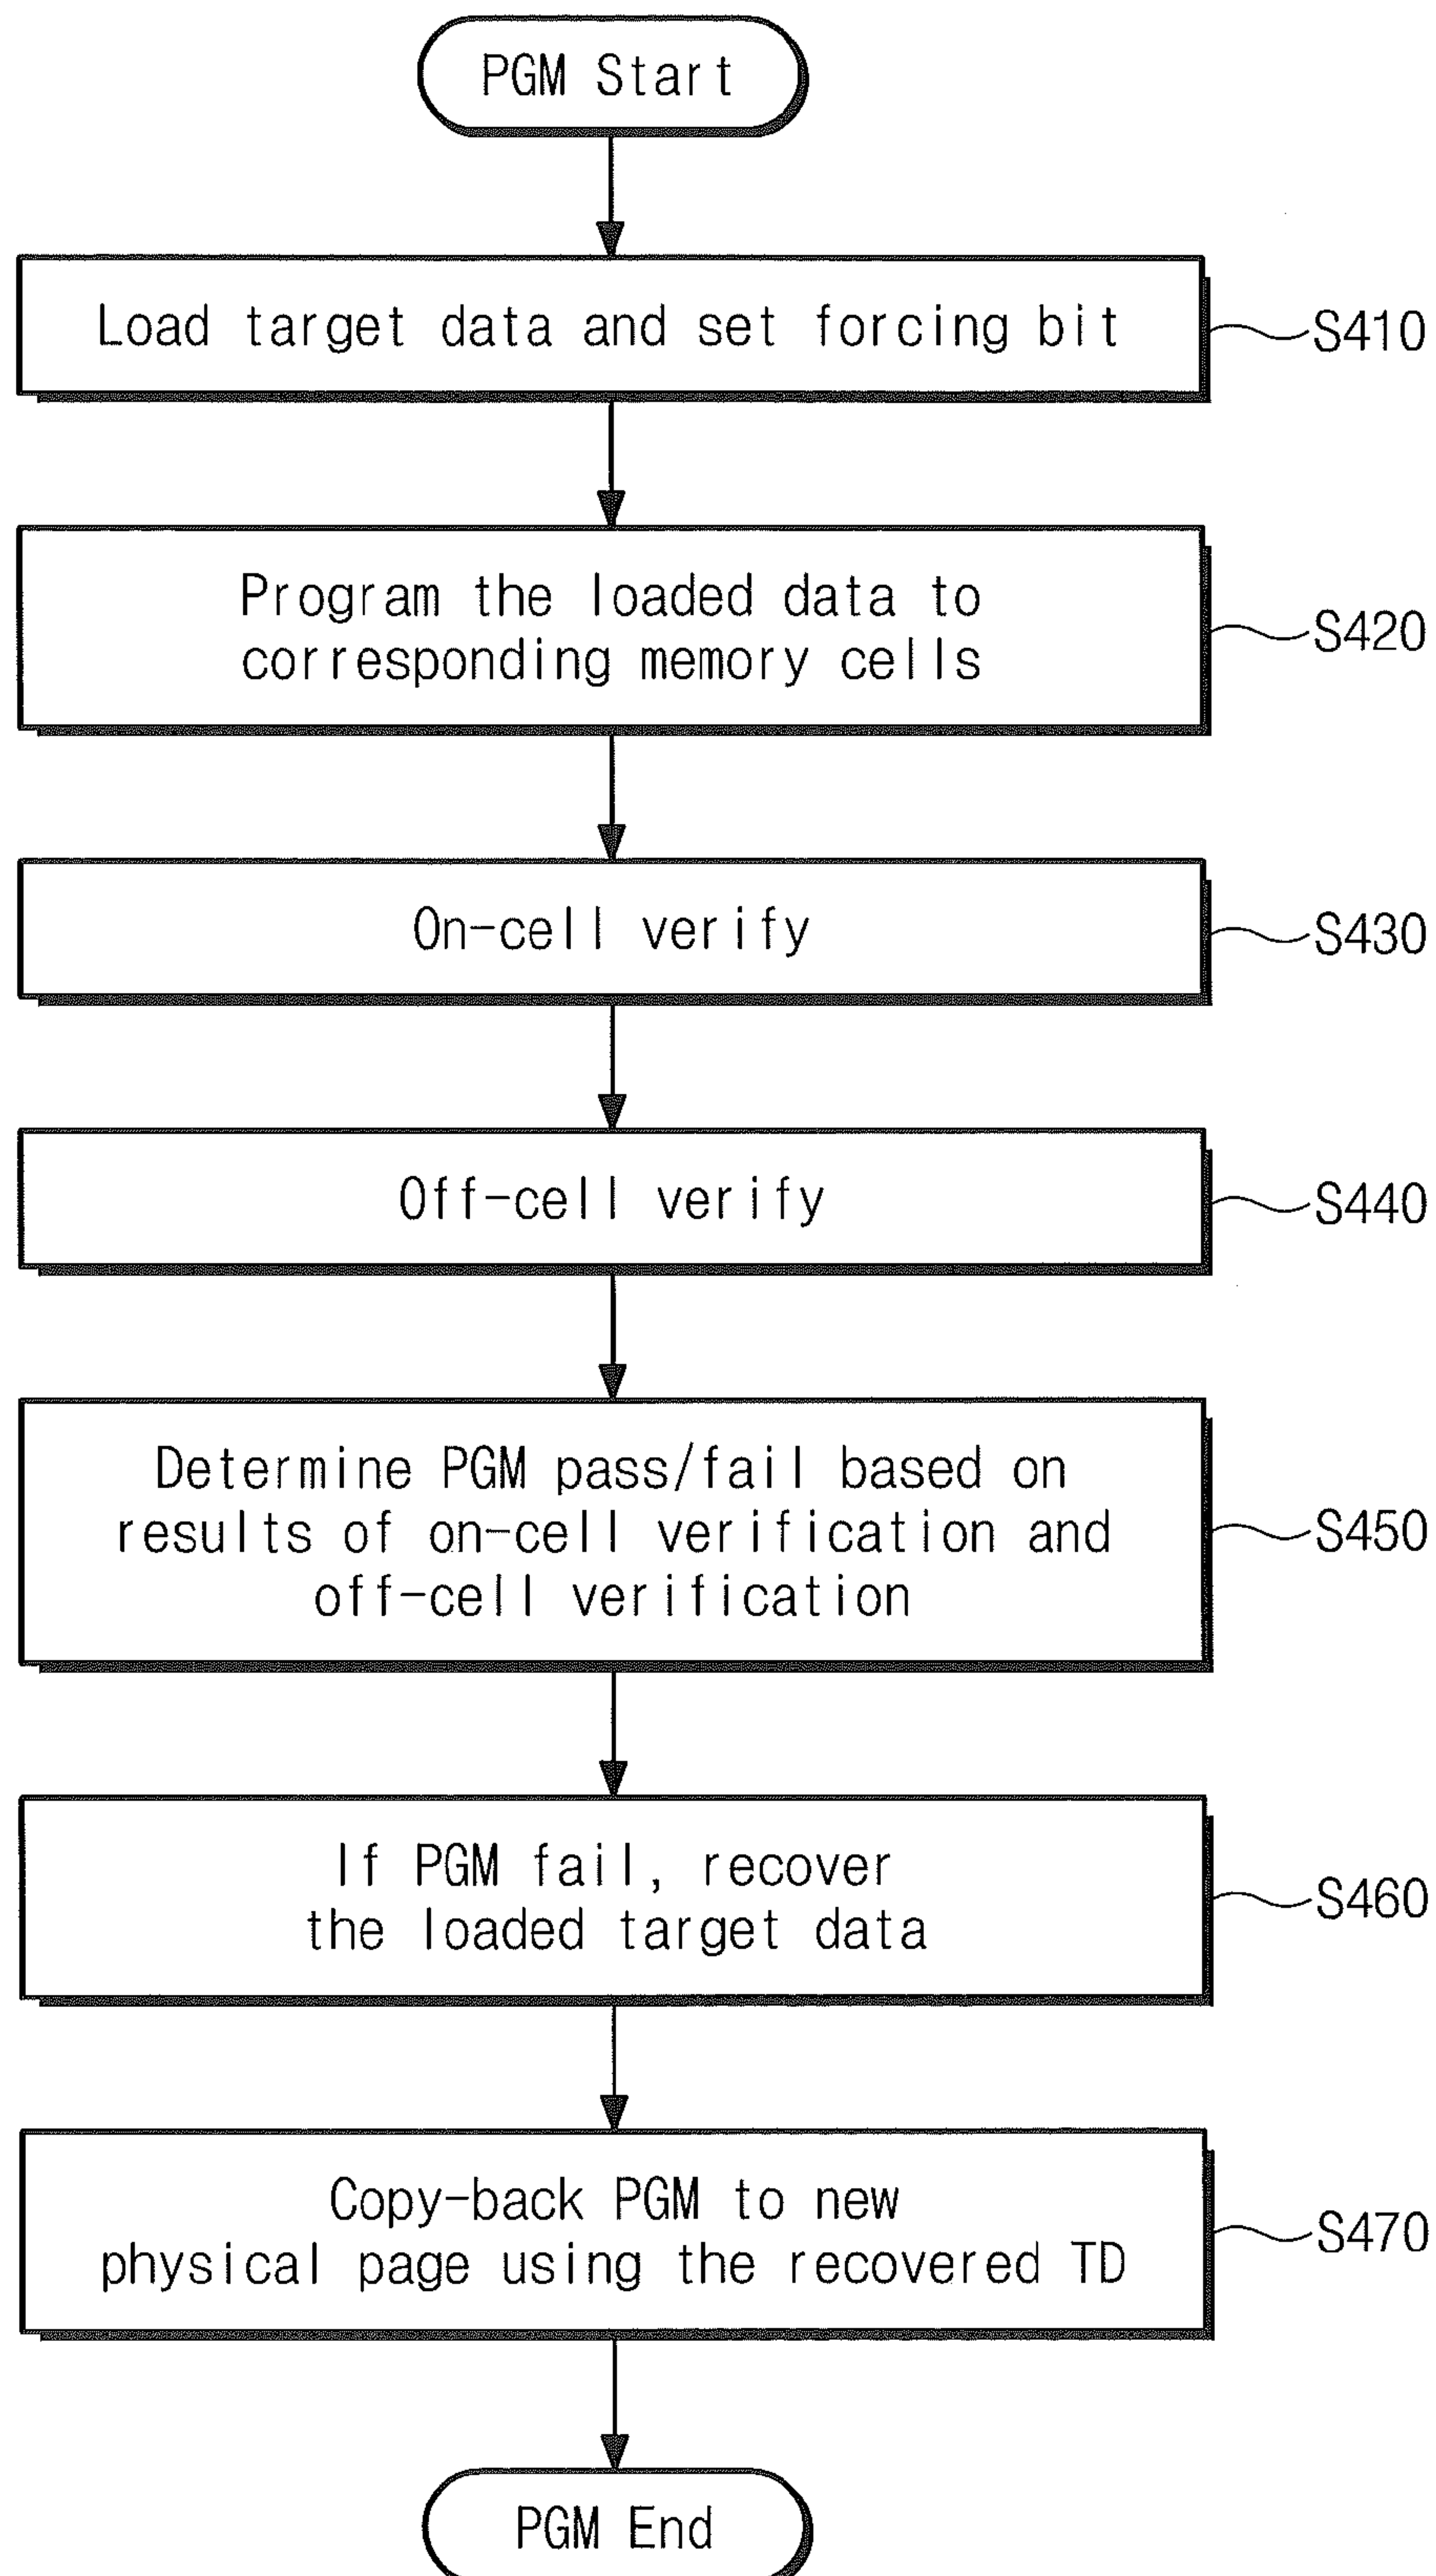 PGM Start
Load target data and set forcing bit
S410
Program the loaded data to
corresponding memory cells
S420
On-cell verify
S430
Off-cell verify
S440
Determine PGM pass/fail based on
results of on-cell verification and
off-cell verification
S450
If PGM fail, recover
the loaded target data
S460
Copy-back PGM to new
physical page using the recovered TD
S470
PGM End